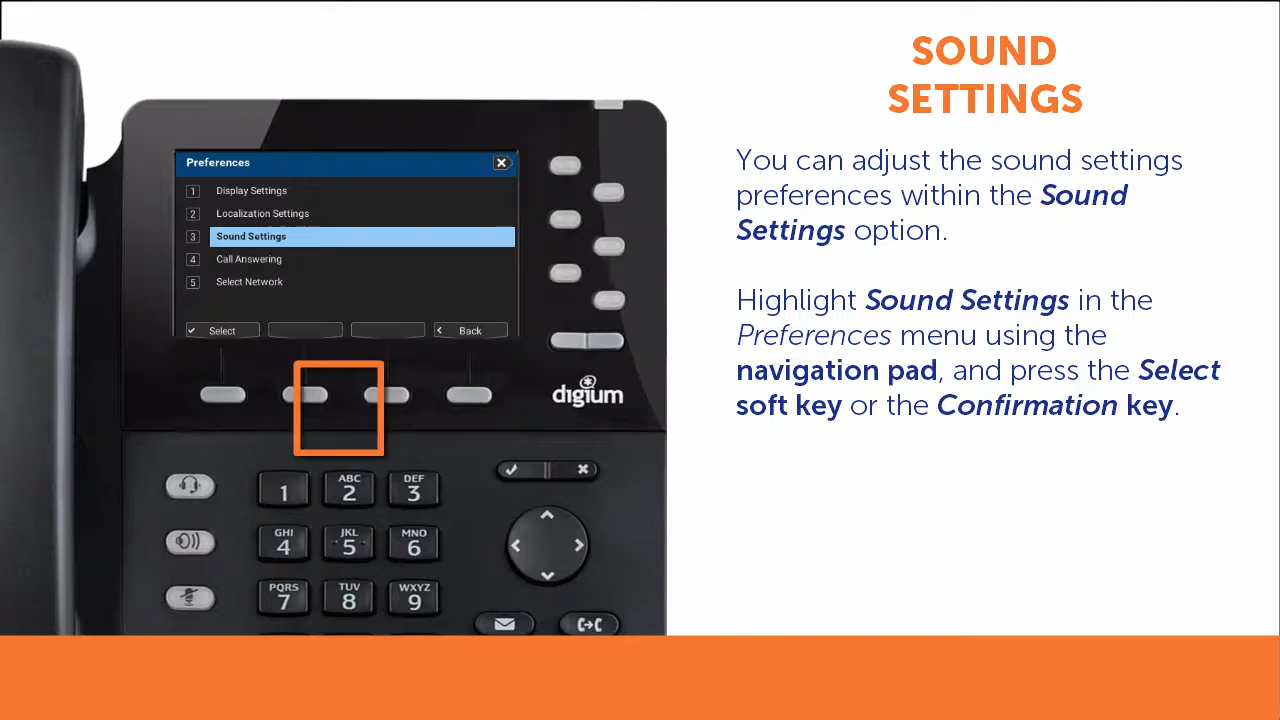 SOUND
SETTINGS
You can adjust the sound settings
preferences within the Sound
Settings option.
Highlight Sound Settings in the
Preferences menu using the
navigation pad, and press the Select
soft key or the Confirmation key.
Preferences
1 Display Settings
2 Localization Settings
3 Sound Settings
4 Call Answering
5 Select Network
Select
Back
digium
1
ABC
2
DEF
3
GHI
4
JKL
5
MNO
6
PQRS
7
TUV
8
WXYZ
9